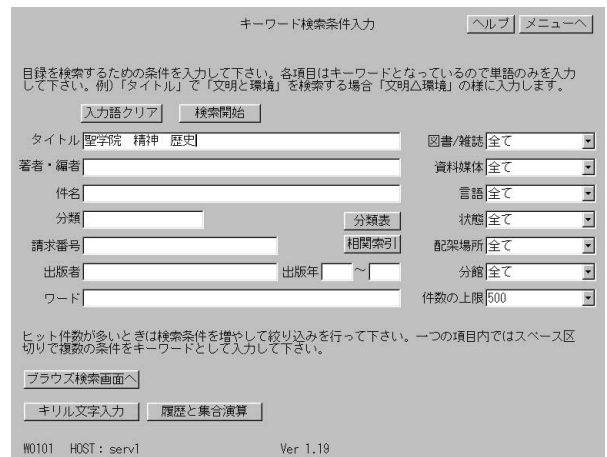 キーワード検索条件入力 ヘルプ メニューへ
目録を検索するための条件を入力して下さい。各項目はキーワードとなっているので単語のみを入力
して下さい。例)「タイトル」で「文明と環境」を検索する場合「文明△環境」の様に入力します。
入力語クリア 検索開始
タイトル 聖学院 精神 歴史 図書/雑誌 全て
著者・編者 資料媒体 全て
件名 言語 全て
分類 分類表 状態 全て
請求番号 相関索引 配架場所 全て
出版者 出版年 ～ 分館 全て
ワード 件数の上限 500
ヒット件数が多いときは検索条件を増やして絞り込みを行って下さい。一つの項目内ではスペース区
切りで複数の条件をキーワードとして入力して下さい。
ブラウズ検索画面へ
キリル文字入力 履歴と集合演算
W0101 HOST: serv1 Ver 1.19